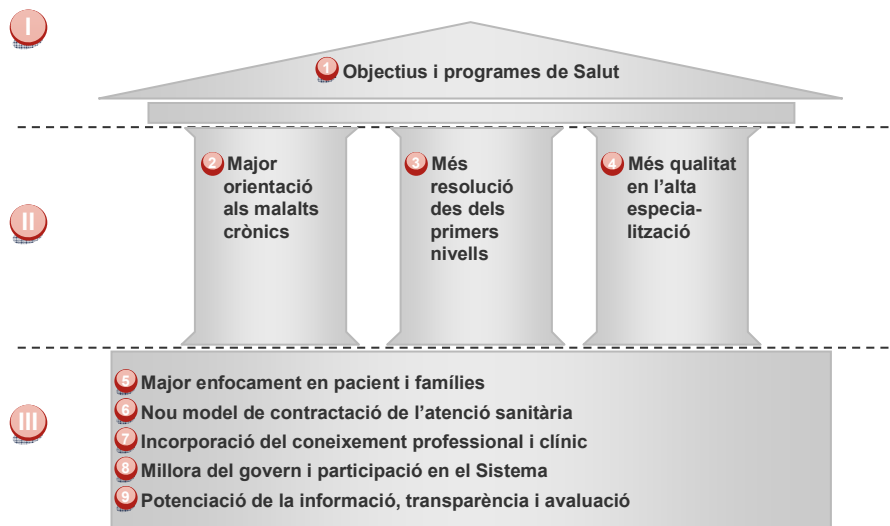 I
1 Objectius i programes de Salut
II
2 Major
orientació
als malalts
crònics
3 Més
resolució
des dels
primers
nivells
4 Més qualitat
en l’alta
especia-
lització
III
5 Major enfocament en pacient i famílies
6 Nou model de contractació de l’atenció sanitària
7 Incorporació del coneixement professional i clínic
8 Millora del govern i participació en el Sistema
9 Potenciació de la informació, transparència i avaluació